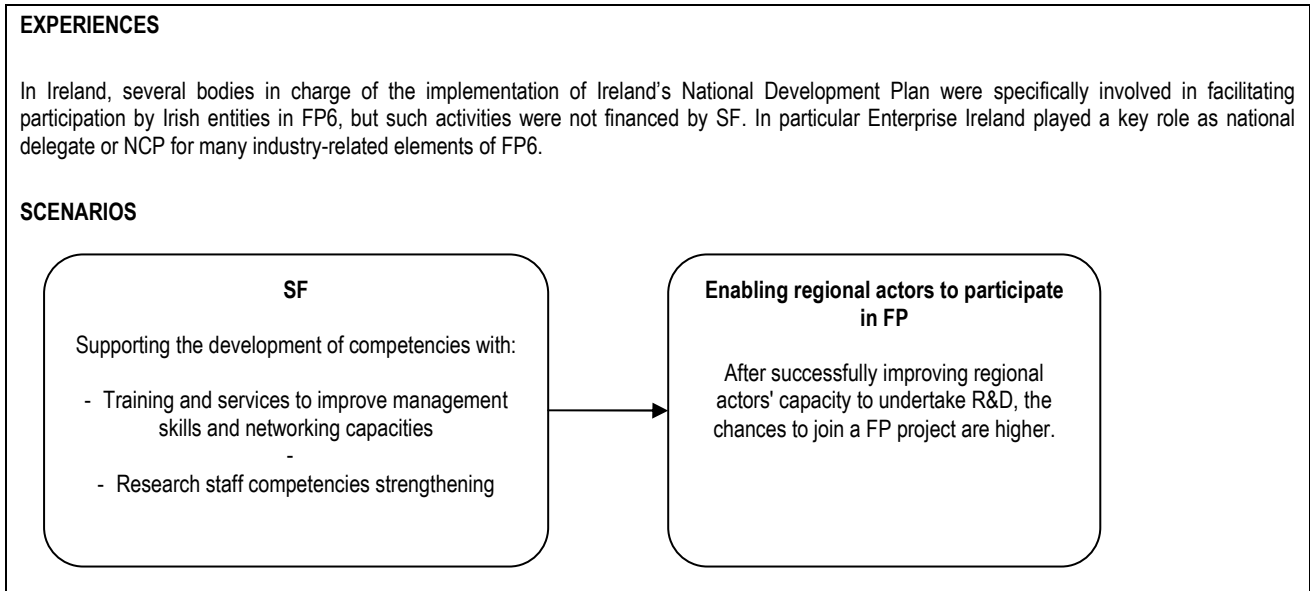 EXPERIENCES
In Ireland, several bodies in charge of the implementation of Ireland’s National Development Plan were specifically involved in facilitating
participation by Irish entities in FP6, but such activities were not financed by SF. In particular Enterprise Ireland played a key role as national
delegate or NCP for many industry-related elements of FP6.
SCENARIOS
SF
Supporting the development of competencies with:
- Training and services to improve management
skills and networking capacities
-
- Research staff competencies strengthening
Enabling regional actors to participate
in FP
After successfully improving regional
actors' capacity to undertake R&D, the
chances to join a FP project are higher.